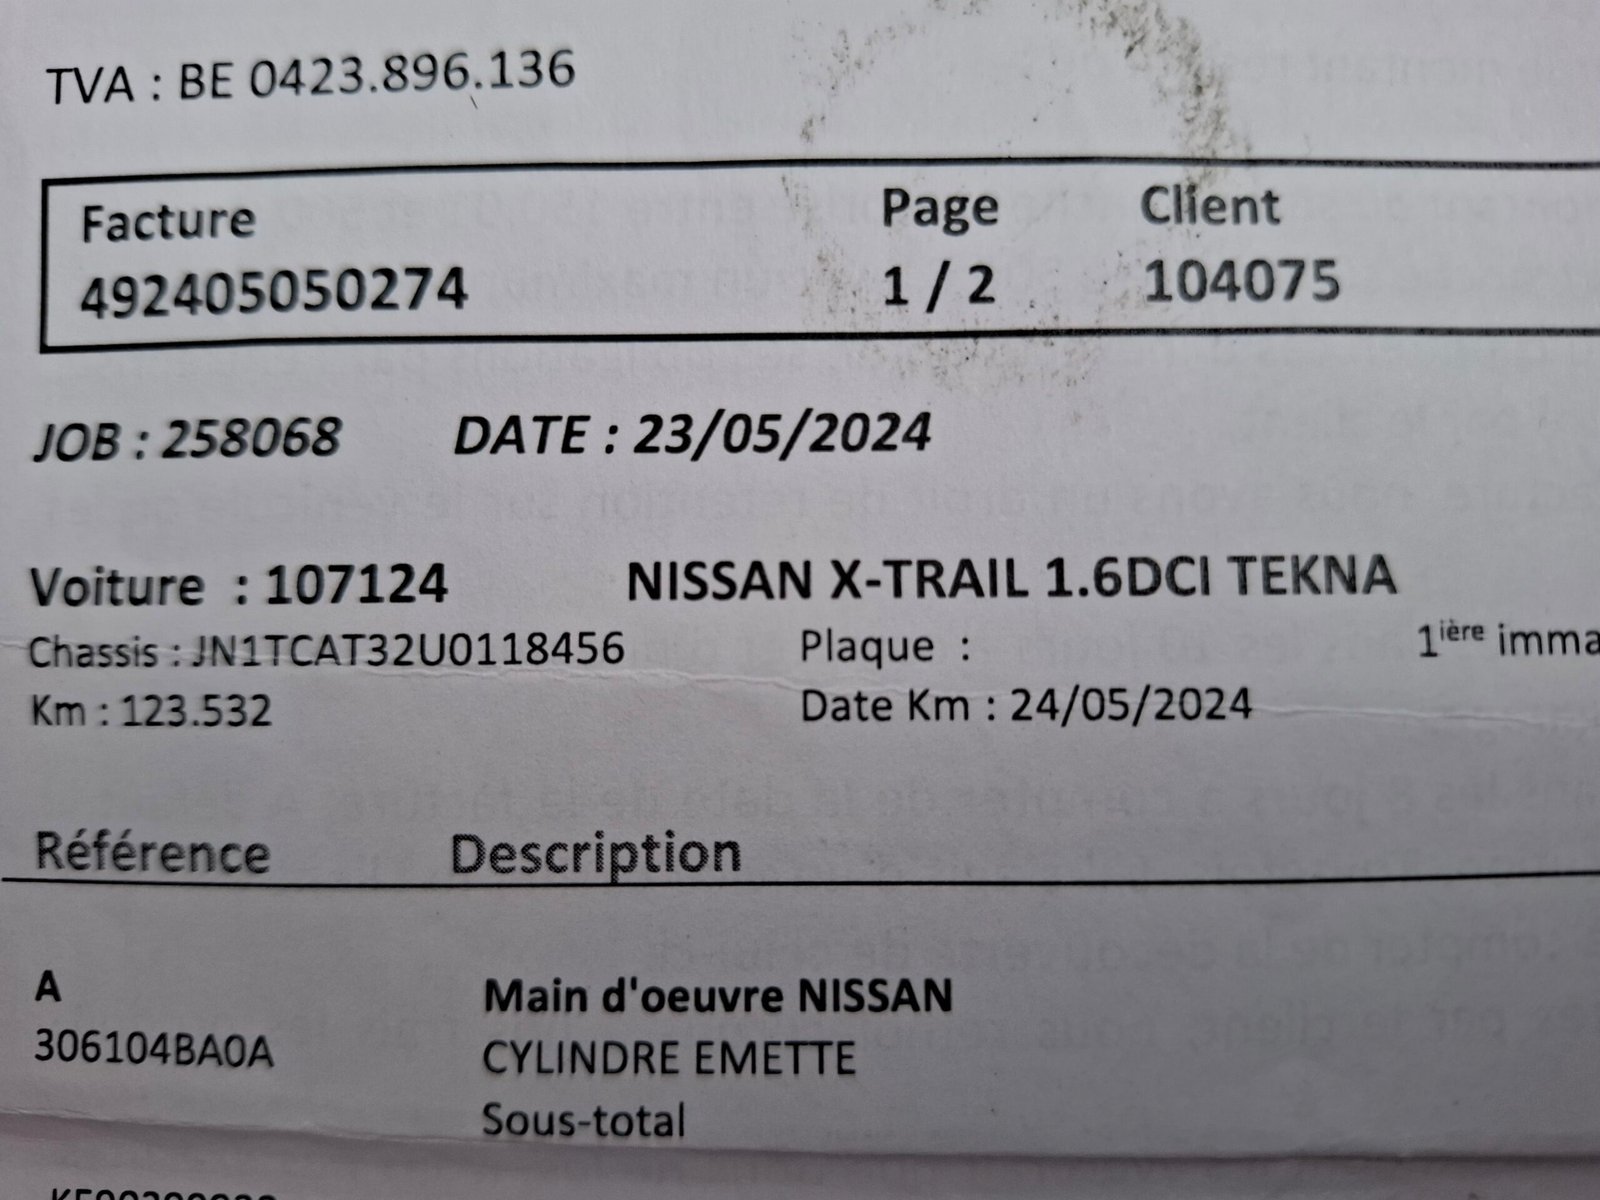 TVA : BE 0423.896.136
Facture Page Client
492405050274 1 / 2 104075
JOB : 258068 DATE : 23/05/2024
Voiture : 107124 NISSAN X-TRAIL 1.6DCI TEKNA
Chassis : JN1TCAT32U0118456 Plaque : 1ière imma
Km : 123.532 Date Km : 24/05/2024
Référence Description
A Main d'oeuvre NISSAN
306104BA0A CYLINDRE EMETTE
Sous-total